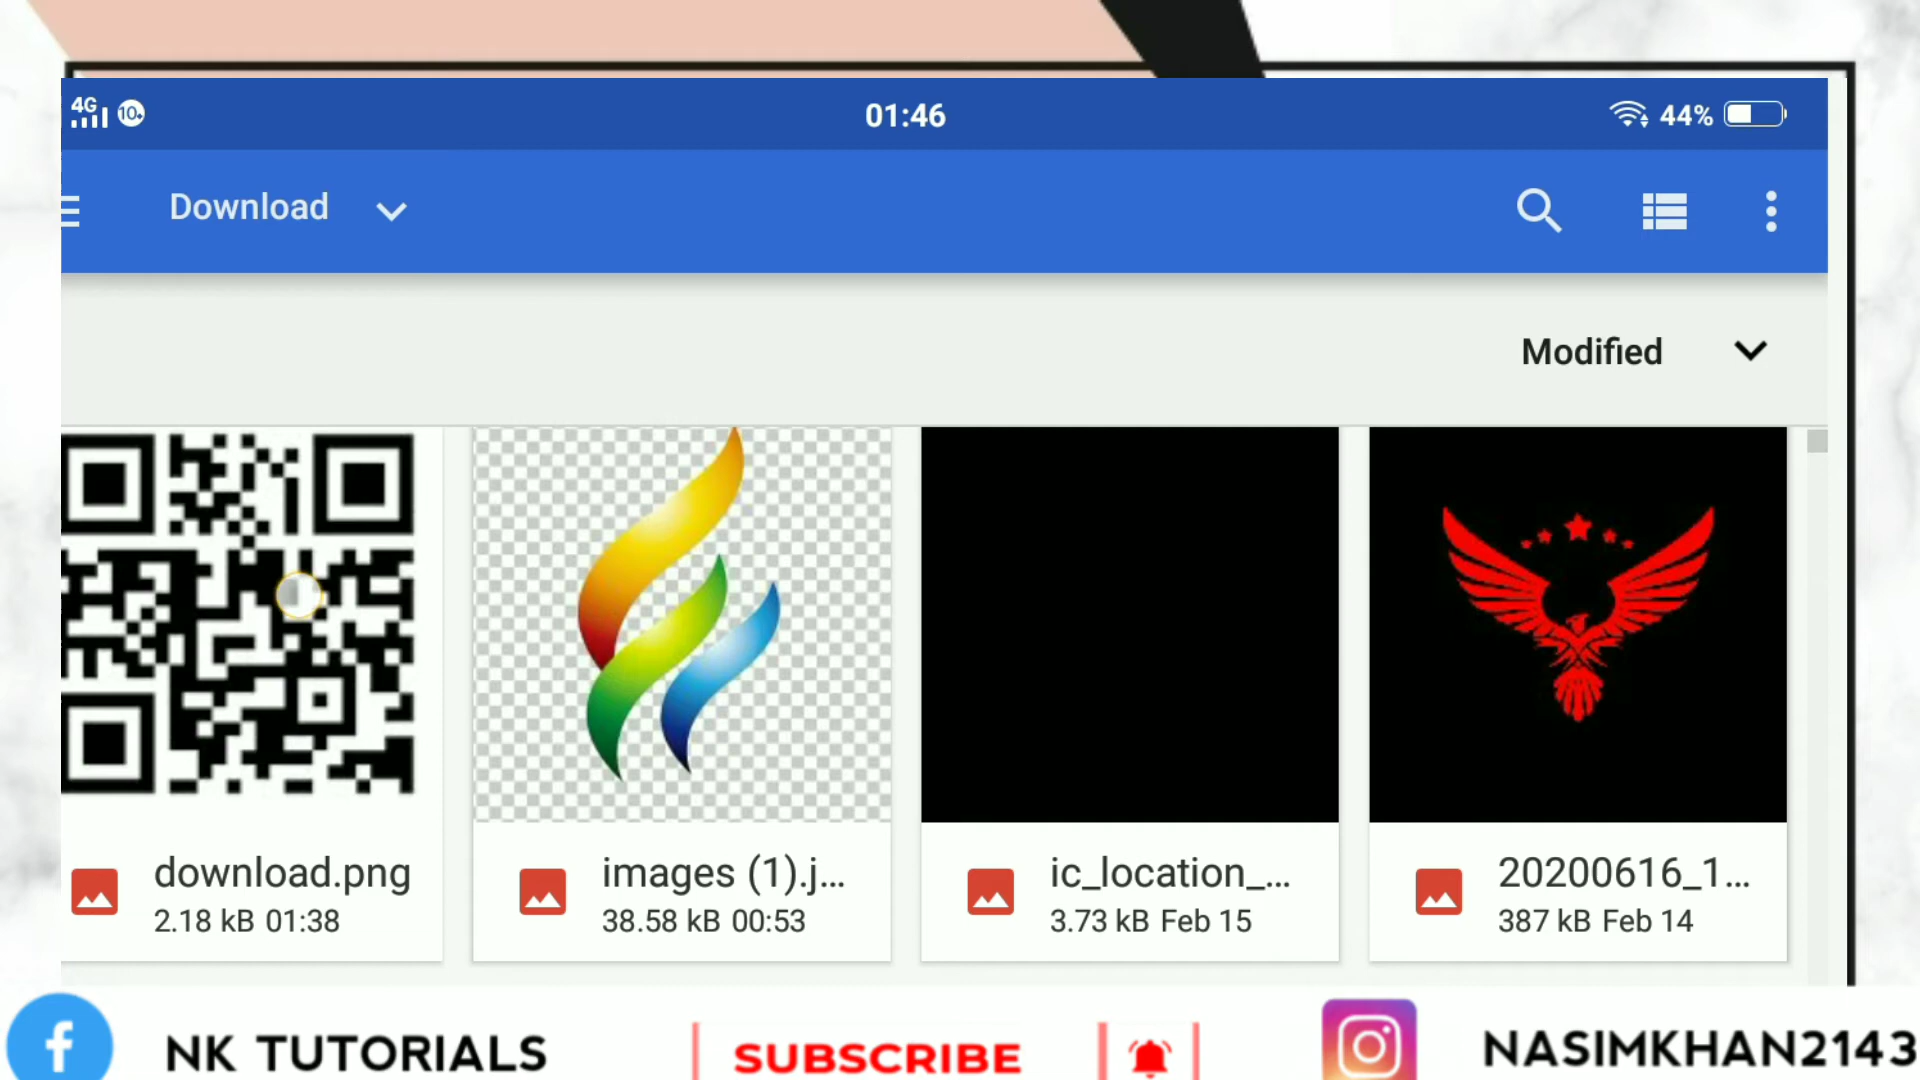 4G 10+ 01:46 44%
Download
Modified
download.png images (1).j... ic_location_... 20200616_1...
2.18 kB 01:38 38.58 kB 00:53 3.73 kB Feb 15 387 kB Feb 14
NK TUTORIALS SUBSCRIBE NASIMKHAN2143